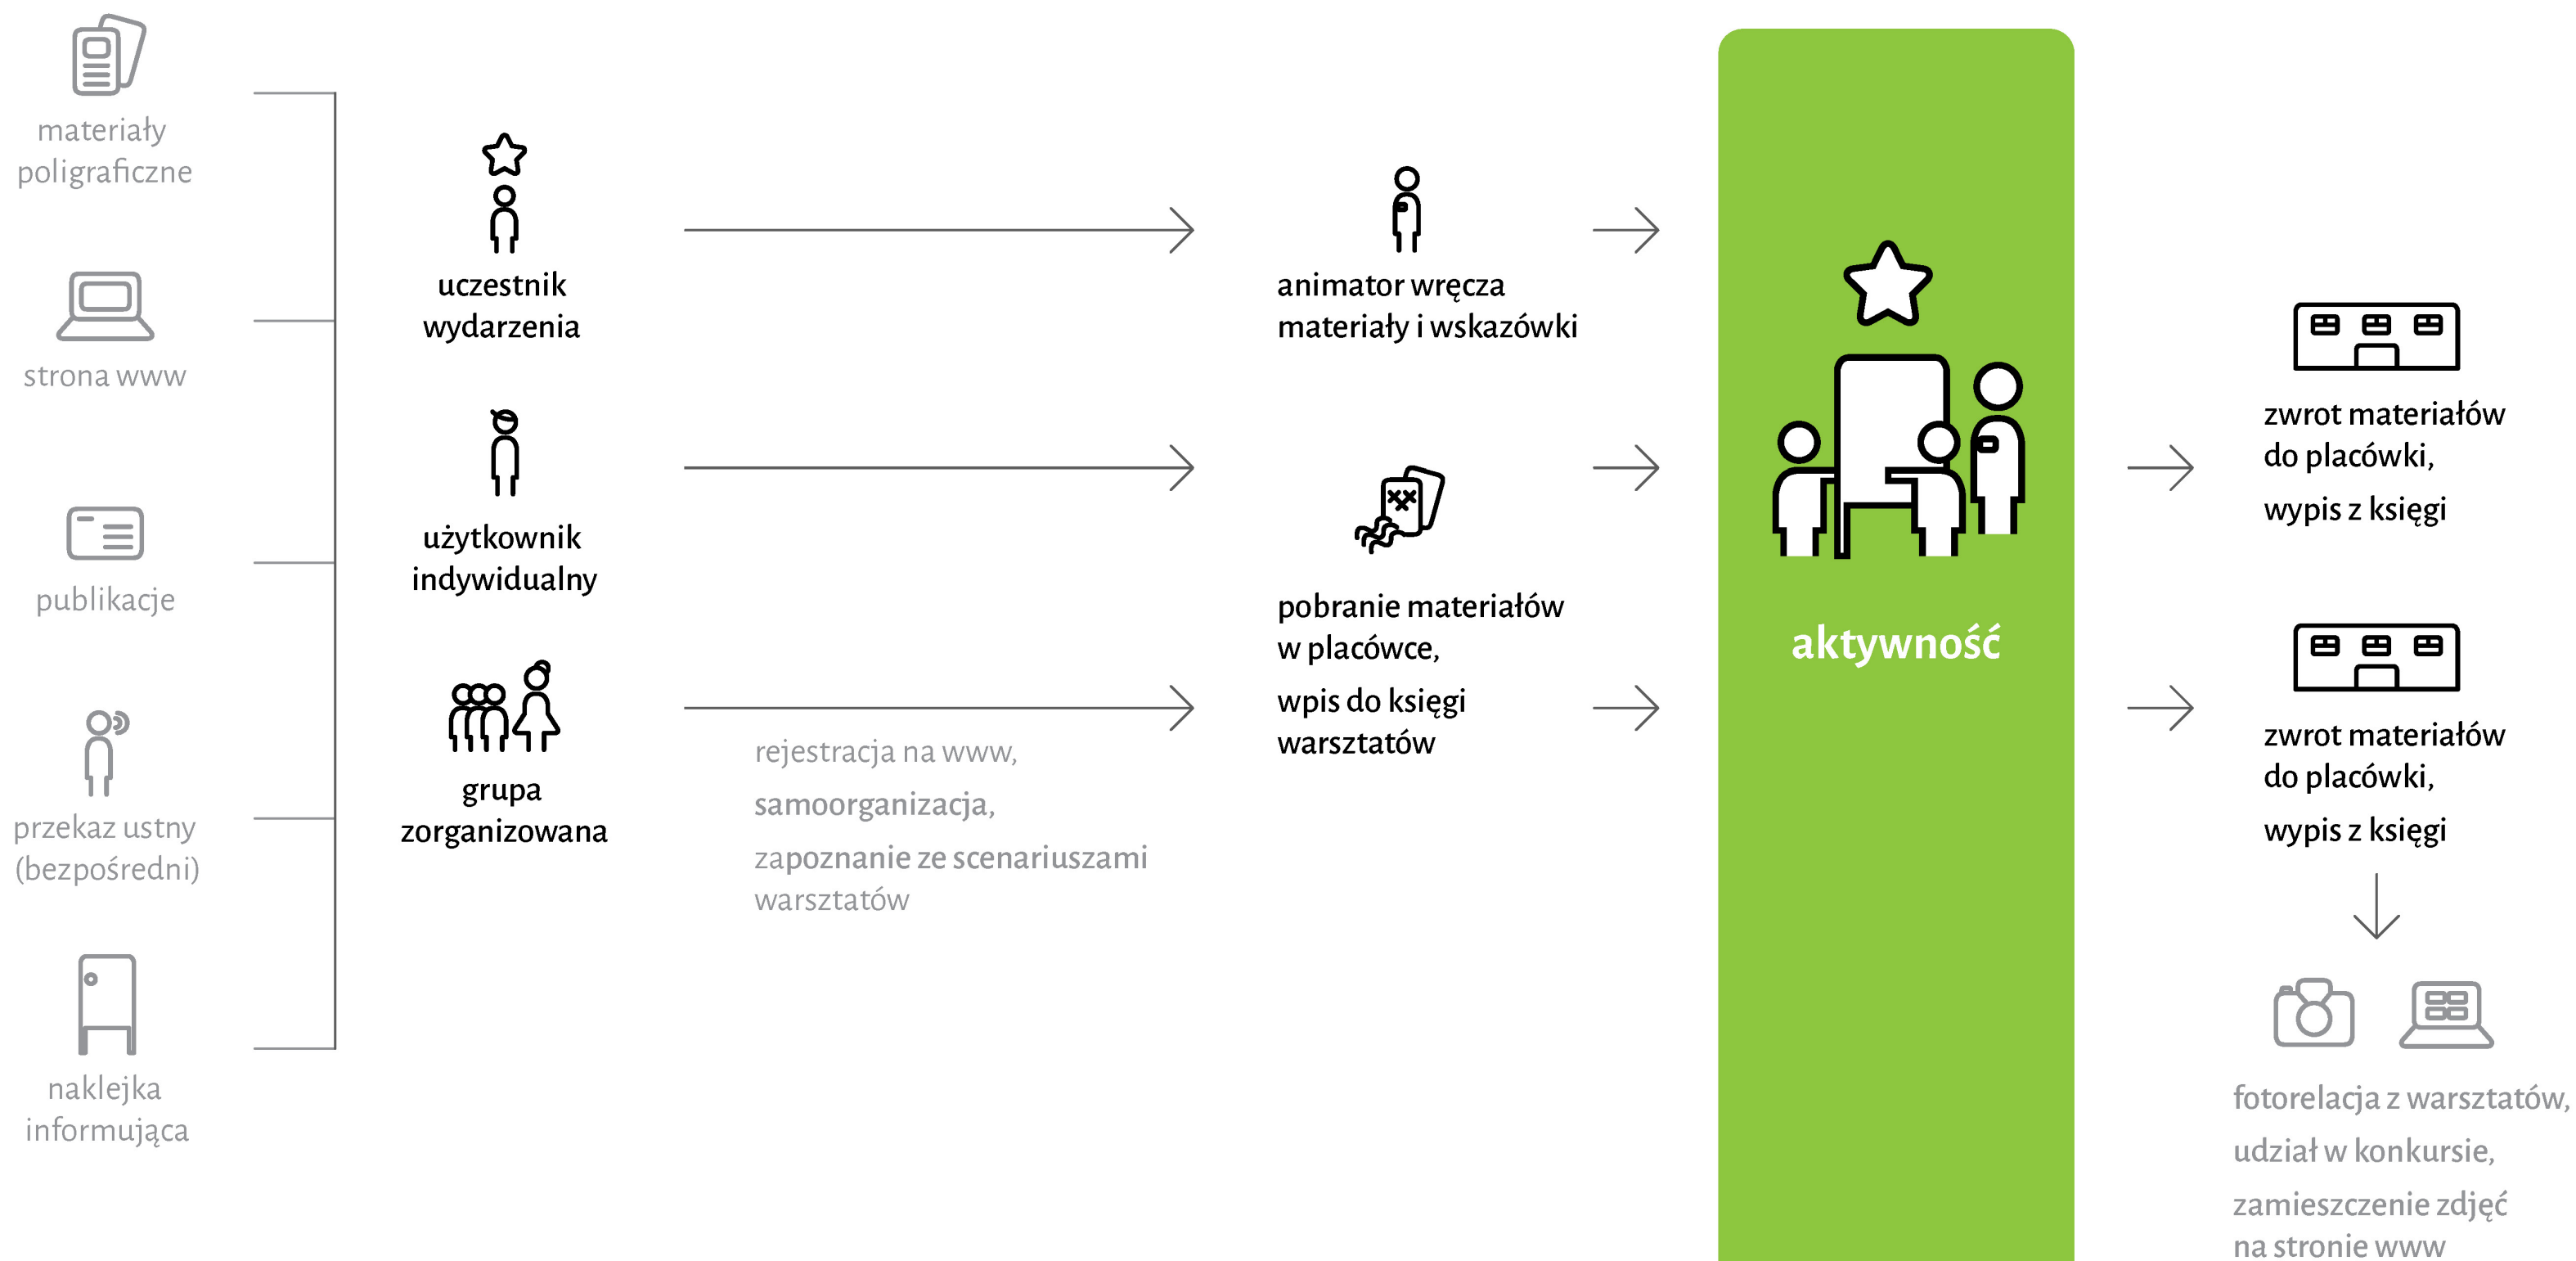 materiały
poligraficzne
strona www
publikacje
przekaz ustny
(bezpośredni)
naklejka
informująca
uczestnik
wydarzenia
użytkownik
indywidualny
grupa
zorganizowana
rejestracja na www,
samoorganizacja,
zapoznanie ze scenariuszami
warsztatów
animator wręcza
materiały i wskazówki
pobranie materiałów
w placówce,
wpis do księgi
warsztatów
aktywność
zwrot materiałów
do placówki,
wypis z księgi
zwrot materiałów
do placówki,
wypis z księgi
fotorelacja z warsztatów,
udział w konkursie,
zamieszczenie zdjęć
na stronie www